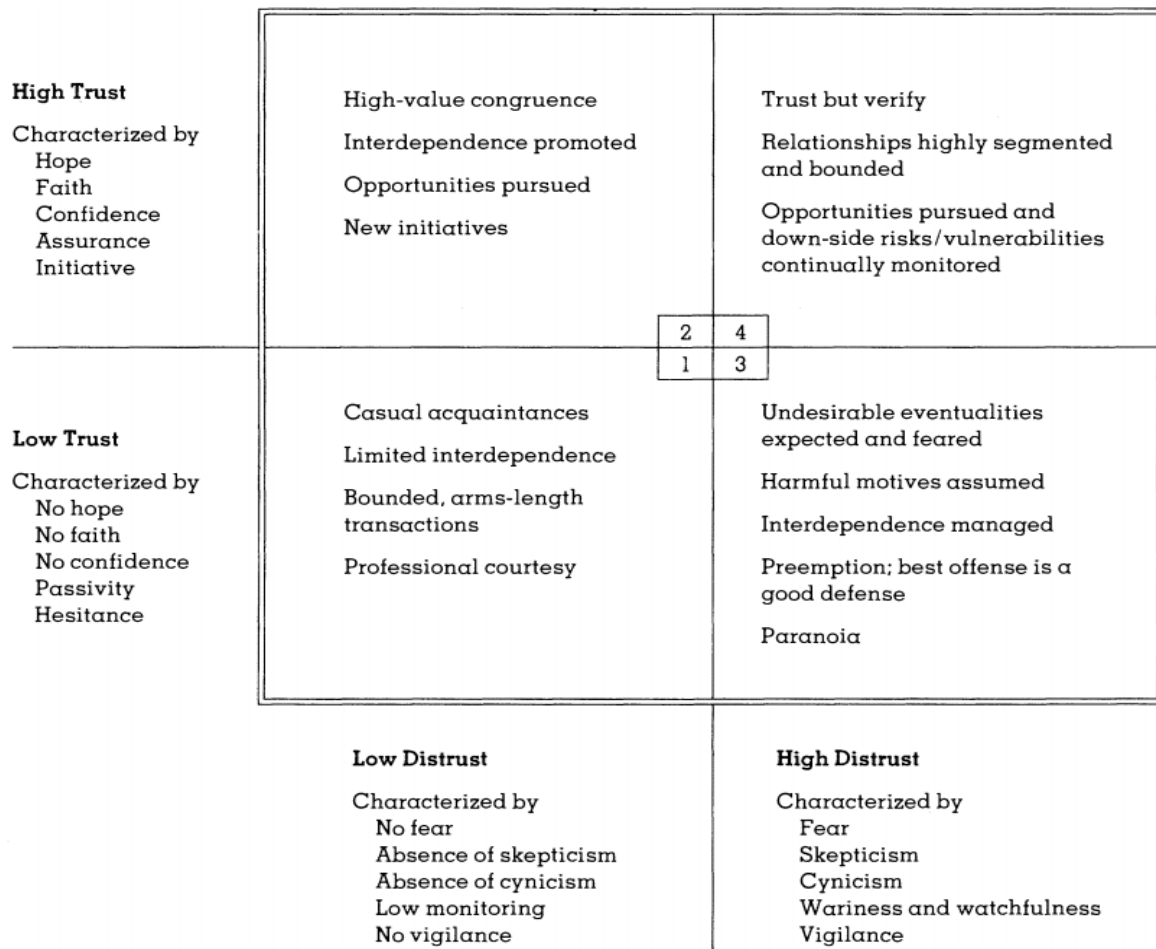 High Trust
Characterized by
Hope
Faith
Confidence
Assurance
Initiative
High-value congruence
Interdependence promoted
Opportunities pursued
New initiatives
Trust but verify
Relationships highly segmented
and bounded
Opportunities pursued and
down-side risks/vulnerabilities
continually monitored
2 4
1 3
Low Trust
Characterized by
No hope
No faith
No confidence
Passivity
Hesitance
Casual acquaintances
Limited interdependence
Bounded, arms-length
transactions
Professional courtesy
Undesirable eventualities
expected and feared
Harmful motives assumed
Interdependence managed
Preemption; best offense is a
good defense
Paranoia
Low Distrust
Characterized by
No fear
Absence of skepticism
Absence of cynicism
Low monitoring
No vigilance
High Distrust
Characterized by
Fear
Skepticism
Cynicism
Wariness and watchfulness
Vigilance